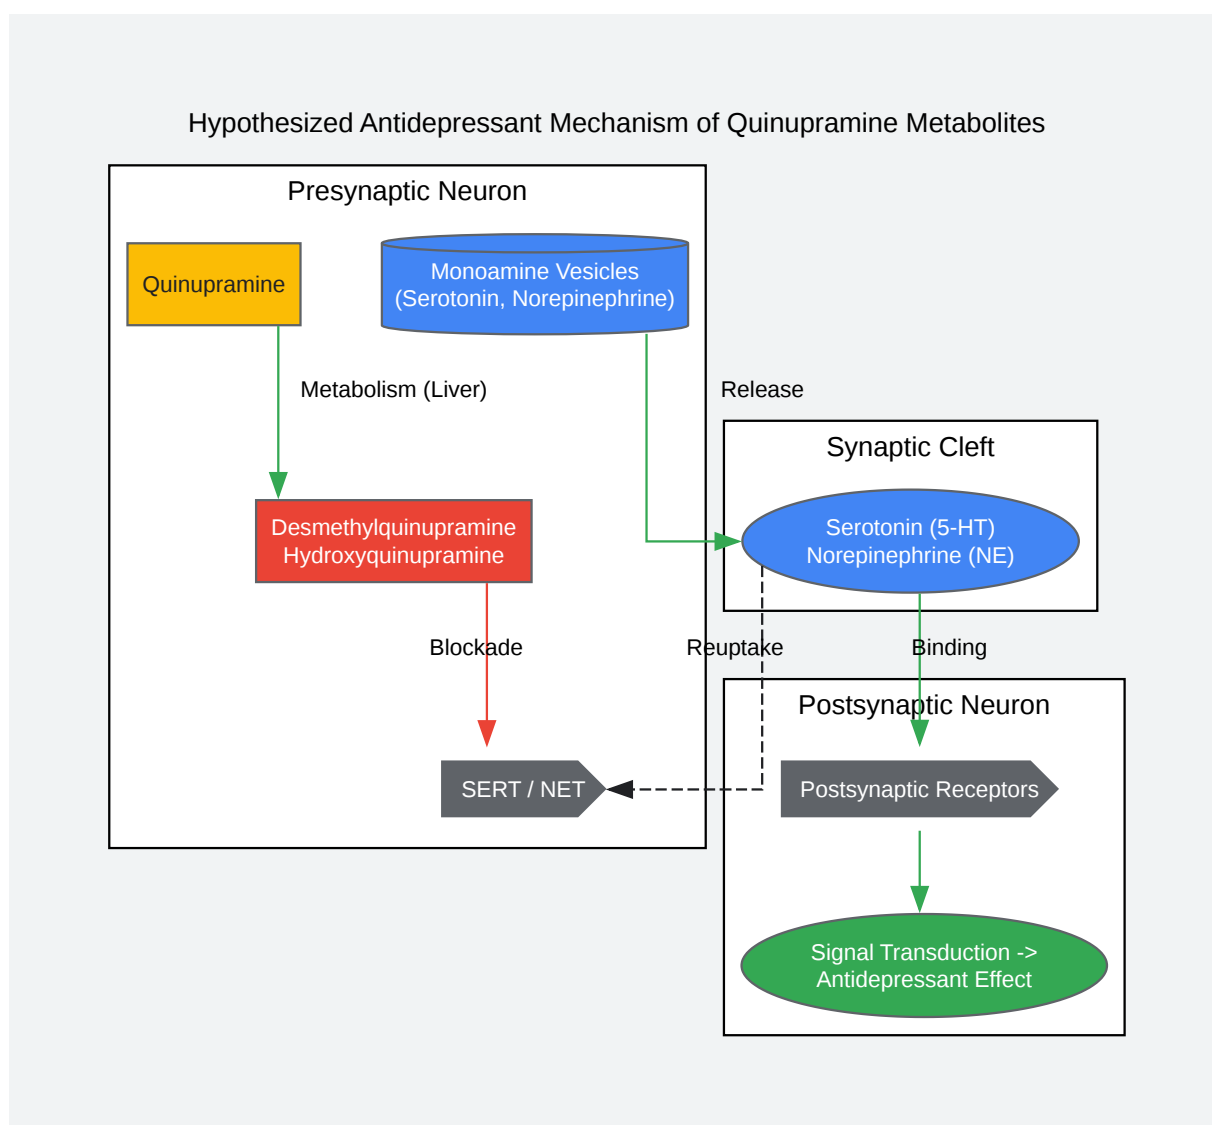 Hypothesized Antidepressant Mechanism of Quinupramine Metabolites
Presynaptic Neuron
Quinupramine
Monoamine Vesicles
(Serotonin, Norepinephrine)
Metabolism (Liver)
Release
Synaptic Cleft
Desmethylquinupramine
Hydroxyquinupramine
Serotonin (5-HT)
Norepinephrine (NE)
Blockade
Reuptake
Binding
Postsynaptic Neuron
SERT / NET
Postsynaptic Receptors
Signal Transduction ->
Antidepressant Effect